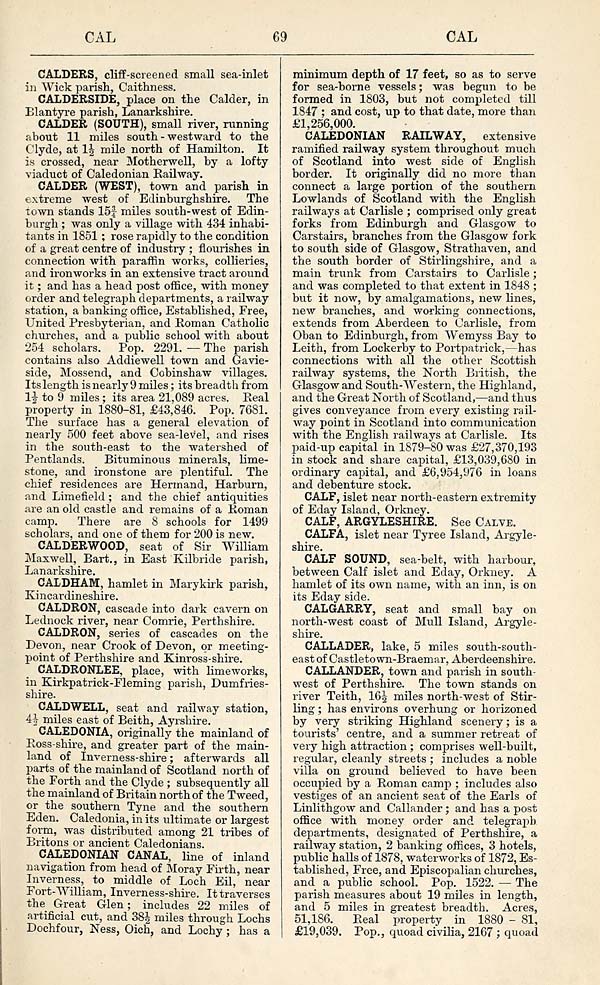 CAL 69 CAL
CALDERS, cliff-screened small sea-inlet
in Wick parish, Caithness.
CALDERSIDE, place on the Calder, in
Blantyre parish, Lanarkshire.
CALDER (SOUTH), small river, running
about 11 miles south-westward to the
Clyde, at 1½ mile north of Hamilton. It
is crossed, near Motherwell, by a lofty
viaduct of Caledonian Railway.
CALDER (WEST), town and parish in
extreme west of Edinburghshire. The
town stands 15¾ miles south-west of Edin-
burgh; was only a village with 434 inhabi-
tants in 1851; rose rapidly to the condition
of a great centre of industry; flourishes in
connection with paraffin works, collieries,
and ironworks in an extensive tract around
it; and has a head post office, with money
order and telegraph departments, a railway
station, a banking office, Established, Free,
United Presbyterian, and Roman Catholic
churches, and a public school with about
254 scholars. Pop. 2291. — The parish
contains also Addiewell town and Gavie-
side, Mossend, and Cobinshaw villages.
Its length is nearly 9 miles; its breadth from
1½ to 9 miles; its area 21,089 acres. Real
property in 1880-81, £43,846. Pop. 7681.
The surface has a general elevation of
nearly 500 feet above sea-level, and rises
in the south-east to the watershed of
Pentlands. Bituminous minerals, lime-
stone, and ironstone are plentiful. The
chief residences are Hermand, Harburn,
and Limefield; and the chief antiquities
are an old castle and remains of a Roman
camp. There are 8 schools for 1499
scholars, and one of them for 200 is new.
CALDERWOOD, seat of Sir William
Maxwell, Bart., in East Kilbride parish,
Lanarkshire.
CALDHAM, hamlet in Marykirk parish,
Kincardineshire.
CALDRON, cascade into dark cavern on
Lednock river, near Comrie, Perthshire.
CALDRON, series of cascades on the
Devon, near Crook of Devon, or meeting-
point of Perthshire and Kinross-shire.
CALDRONLEE, place, with limeworks,
in Kirkpatrick-Fleming parish, Dumfries-
shire.
CALDWELL, seat and railway station,
4½ miles east of Beith, Ayrshire.
CALEDONIA, originally the mainland of
Ross-shire, and greater part of the main-
land of Inverness-shire; afterwards all
parts of the mainland of Scotland north of
the Forth and the Clyde; subsequently all
the mainland of Britain north of the Tweed,
or the southern Tyne and the southern
Eden. Caledonia, in its ultimate or largest
form, was distributed among 21 tribes of
Britons or ancient Caledonians.
CALEDONIAN CANAL, line of inland
navigation from head of Moray Firth, near
Inverness, to middle of Loch Eil, near
Fort-William, Inverness-shire. It traverses
the Great Glen; includes 22 miles of
artificial cut, and 38½ miles through Lochs
Dochfour, Ness, Oich, and Lochy; has a
minimum depth of 17 feet, so as to serve
for sea-borne vessels; was begun to be
formed in 1803, but not completed till
1847; and cost, up to that date, more than
£1,256,000.
CALEDONIAN RAILWAY, extensive
ramified railway system throughout much
of Scotland into west side of English
border. It originally did no more than
connect a large portion of the southern
Lowlands of Scotland with the English
railways at Carlisle; comprised only great
forks from Edinburgh and Glasgow to
Carstairs, branches from the Glasgow fork
to south side of Glasgow, Strathaven, and
the south border of Stirlingshire, and a
main trunk from Carstairs to Carlisle;
and was completed to that extent in 1848;
but it now, by amalgamations, new lines,
new branches, and working connections,
extends from Aberdeen to Carlisle, from
Oban to Edinburgh, from Wemyss Bay to
Leith, from Lockerby to Portpatrick,—has
connections with all the other Scottish
railway systems, the North British, the
Glasgow and South-Western, the Highland,
and the Great North of Scotland,—and thus
gives conveyance from every existing rail-
way point in Scotland into communication
with the English railways at Carlisle. Its
paid-up capital in 1879-80 was £27,370,193
in stock and share capital, £13,039,680 in
ordinary capital, and £6,954,976 in loans
and debenture stock.
CALF, islet near north-eastern extremity
of Eday Island, Orkney.
CALF, ARGYLESHIRE. See CALVE.
CALFA, islet near Tyree Island, Argyle-
shire.
CALF SOUND, sea-belt, with harbour,
between Calf islet and Eday, Orkney. A
hamlet of its own name, with an inn, is on
its Eday side.
CALGARRY, seat and small bay on
north-west coast of Mull Island, Argyle-
shire.
CALLADER, lake, 5 miles south-south-
east of Castletown-Braemar, Aberdeenshire.
CALLANDER, town and parish in south-
west of Perthshire. The town stands on
river Teith, 16½ miles north-west of Stir-
ling; has environs overhung or horizoned
by very striking Highland scenery; is a
tourists' centre, and a summer retreat of
very high attraction; comprises well-built,
regular, cleanly streets; includes a noble
villa on ground believed to have been
occupied by a Roman camp; includes also
vestiges of an ancient seat of the Earls of
Linlithgow and Callander; and has a post
office with money order and telegraph
departments, designated of Perthshire, a
railway station, 2 banking offices, 3 hotels,
public halls of 1878, waterworks of 1872, Es-
tablished, Free, and Episcopalian churches,
and a public school. Pop. 1522. — The
parish measures about 19 miles in length,
and 5 miles in greatest breadth. Acres,
51,186. Real property in 1880-81,
£19,039. Pop., quoad civilia, 2167; quoad